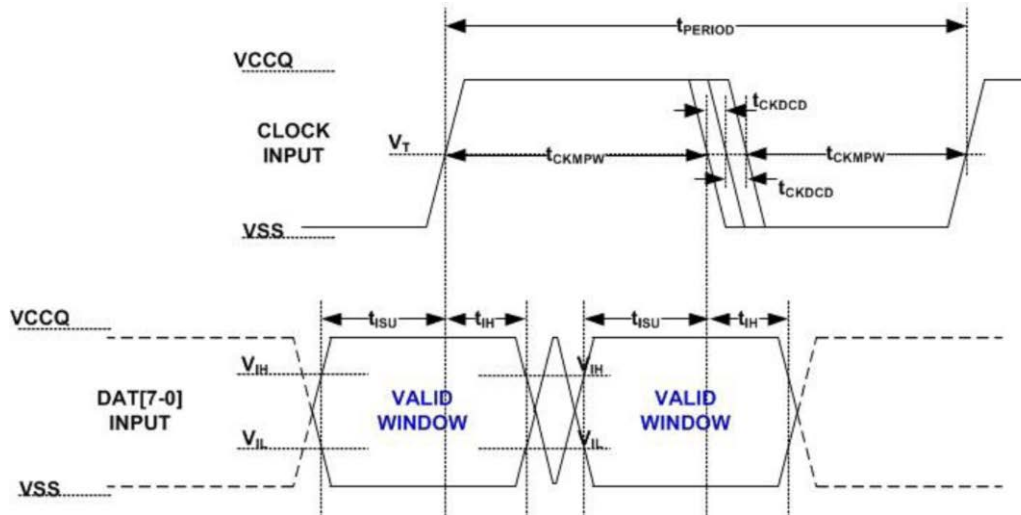 tPERIOD
VCCQ
tCKDCD
CLOCK
INPUT
VT
tCKMPW
tCKMPW
tCKDCD
VSS
VCCQ
tISU
tIH
tISU
tIH
VIH
VIH
DAT[7-0]
INPUT
VALID
WINDOW
VALID
WINDOW
VIL
VIL
VSS